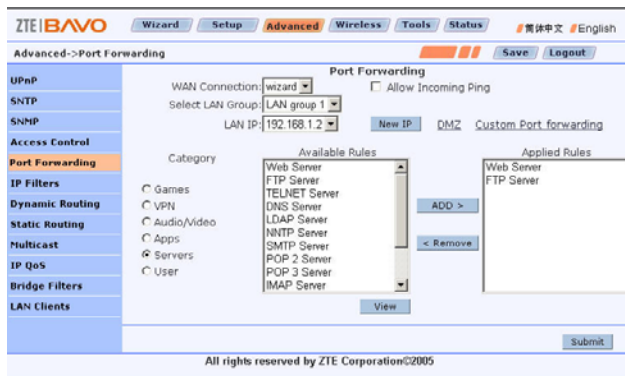 ZTE BAVO
Wizard Setup Advanced Wireless Tools Status 简体中文 English
Advanced->Port Forwarding Save Logout
UPnP
SNTP
SNMP
Access Control
Port Forwarding
IP Filters
Dynamic Routing
Static Routing
Multicast
IP QoS
Bridge Filters
LAN Clients
Port Forwarding
WAN Connection: wizard Allow Incoming Ping
Select LAN Group: LAN group 1
LAN IP: 192.168.1.2 New IP DMZ Custom Port forwarding
Category
Games
VPN
Audio/Video
Apps
Servers
User
Available Rules
Web Server
FTP Server
TELNET Server
DNS Server
LDAP Server
NNTP Server
SMTP Server
POP 2 Server
POP 3 Server
IMAP Server
ADD >
< Remove
Applied Rules
Web Server
FTP Server
View
Submit
All rights reserved by ZTE Corporation©2005